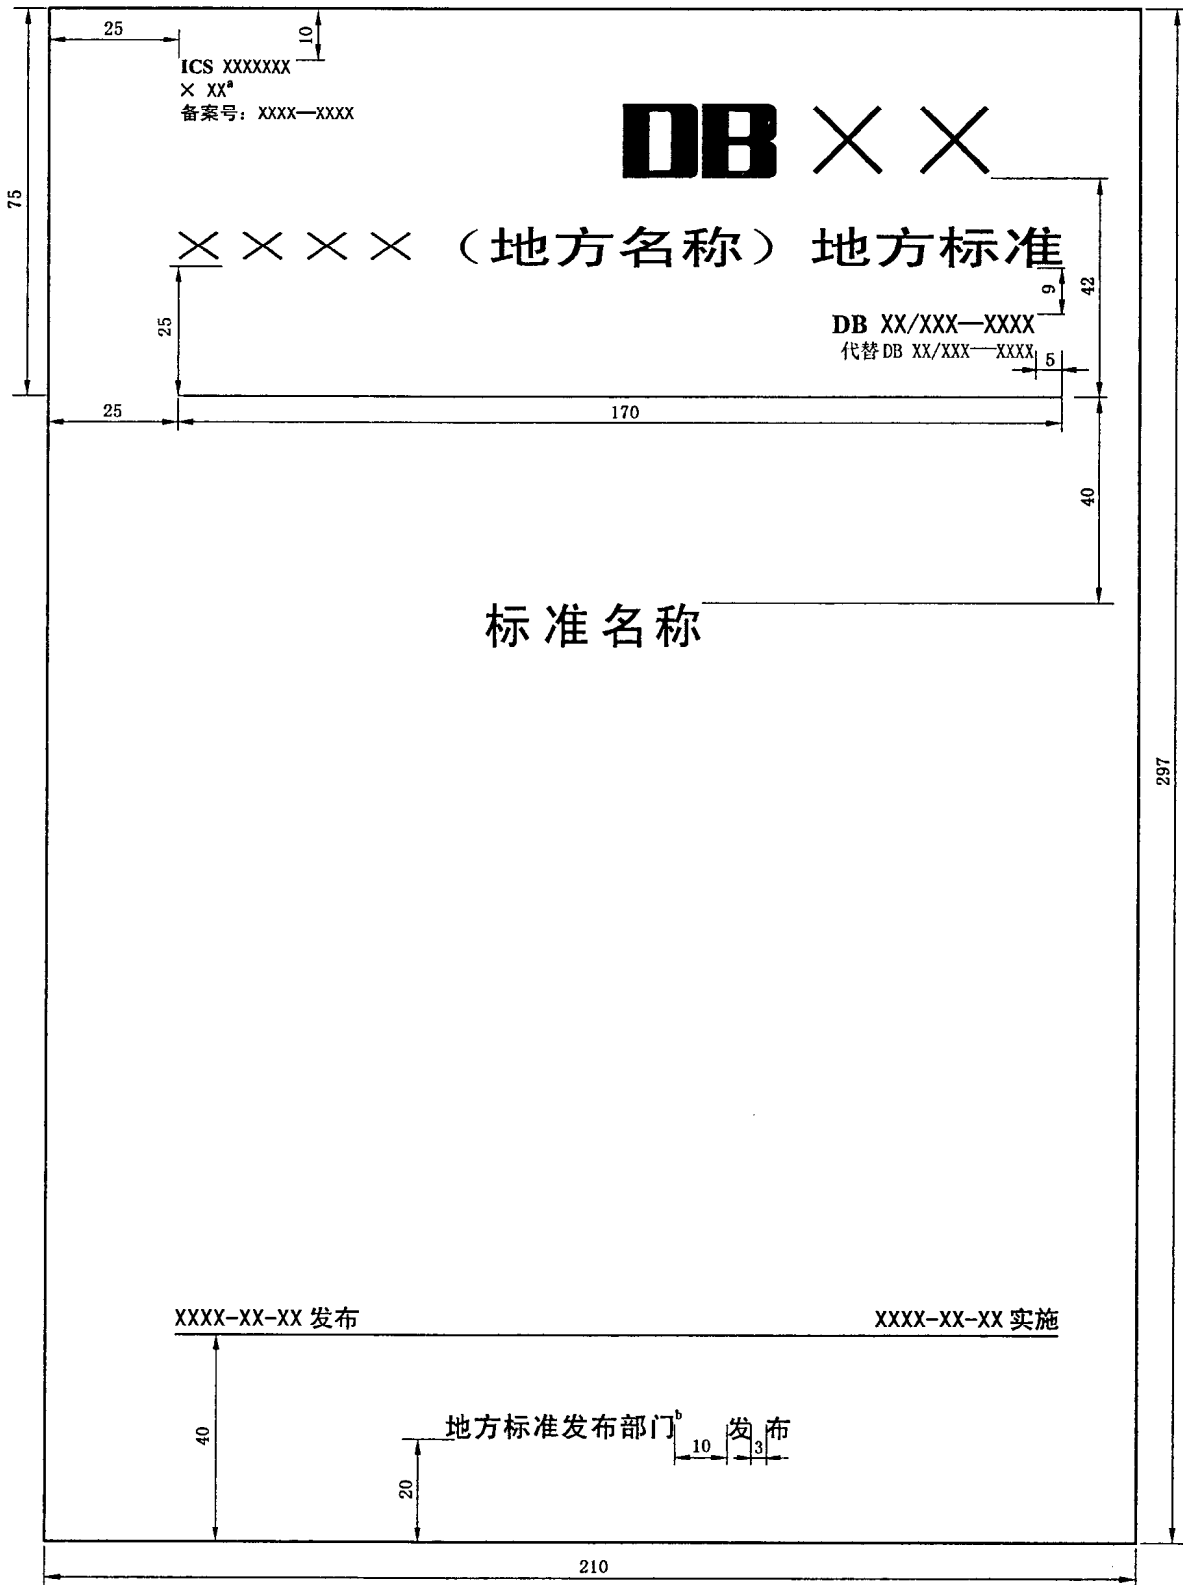 25
10
ICS XXXXXXX
× XXᵃ
备案号：XXXX—XXXX
DB××
75
××××（地方名称）地方标准
25
9
42
DB XX/XXX—XXXX
代替DB XX/XXX—XXXX
5
25
170
40
标准名称
297
XXXX-XX-XX 发布
XXXX-XX-XX 实施
40
地方标准发布部门ᵇ 发布
10
3
20
210